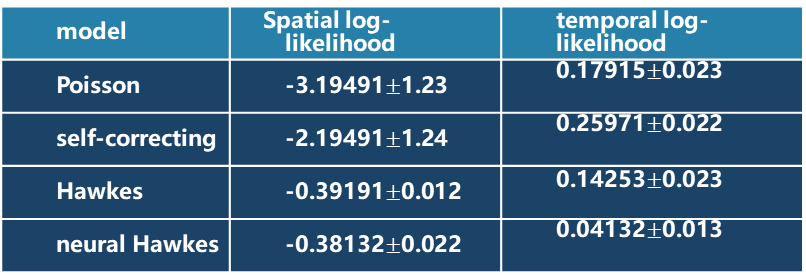 model
Spatial log-
likelihood
temporal log-
likelihood
Poisson
-3.19491±1.23
0.17915±0.023
self-correcting
-2.19491±1.24
0.25971±0.022
Hawkes
-0.39191±0.012
0.14253±0.023
neural Hawkes
-0.38132±0.022
0.04132±0.013